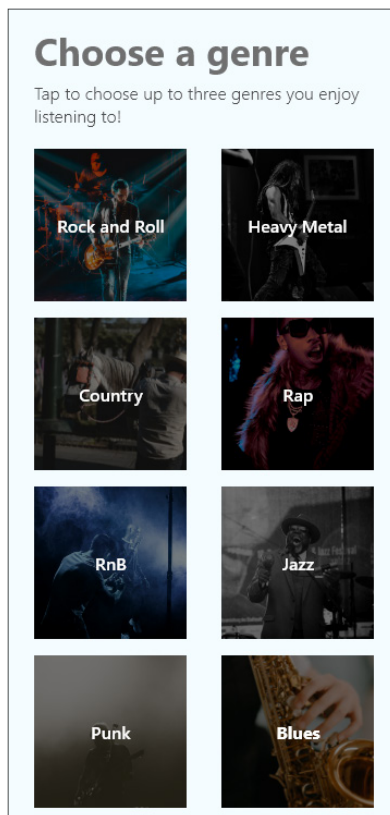 Choose a genre
Tap to choose up to three genres you enjoy
listening to!
Rock and Roll
Heavy Metal
Country
Rap
RnB
Jazz
Punk
Blues